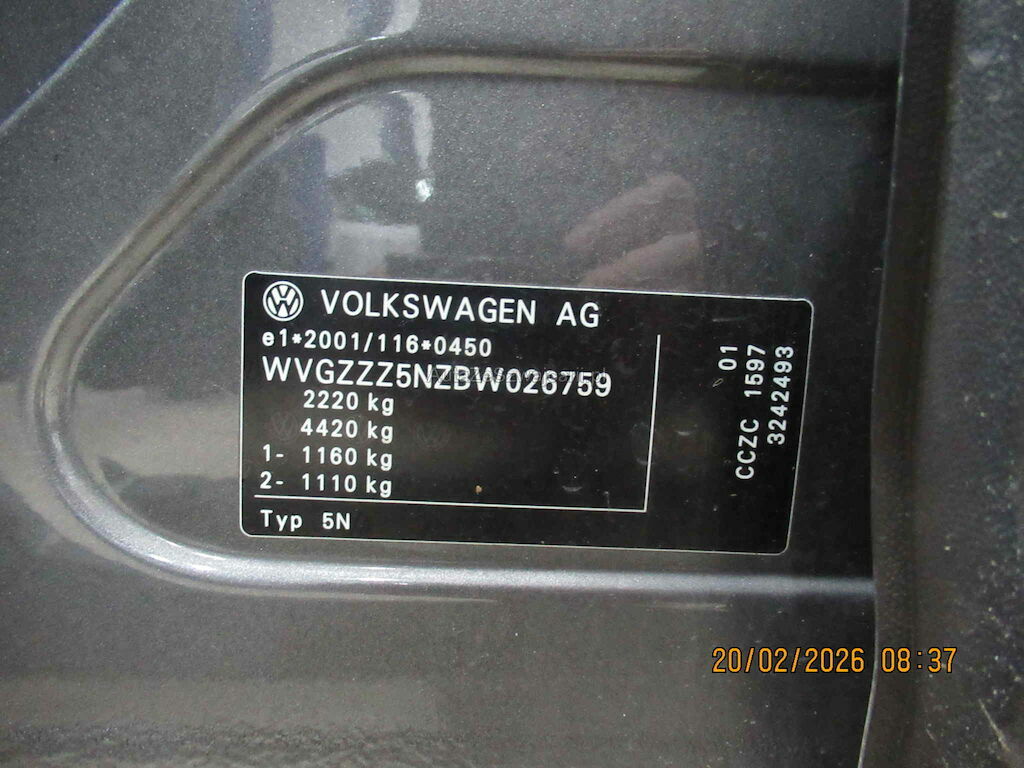 VOLKSWAGEN AG
e1*2001/116*0450
WVGZZZ5NZBW026759
2220 kg
4420 kg
1- 1160 kg
2- 1110 kg
Typ 5N
01
CCZC 1597
3242493
20/02/2026 08:37